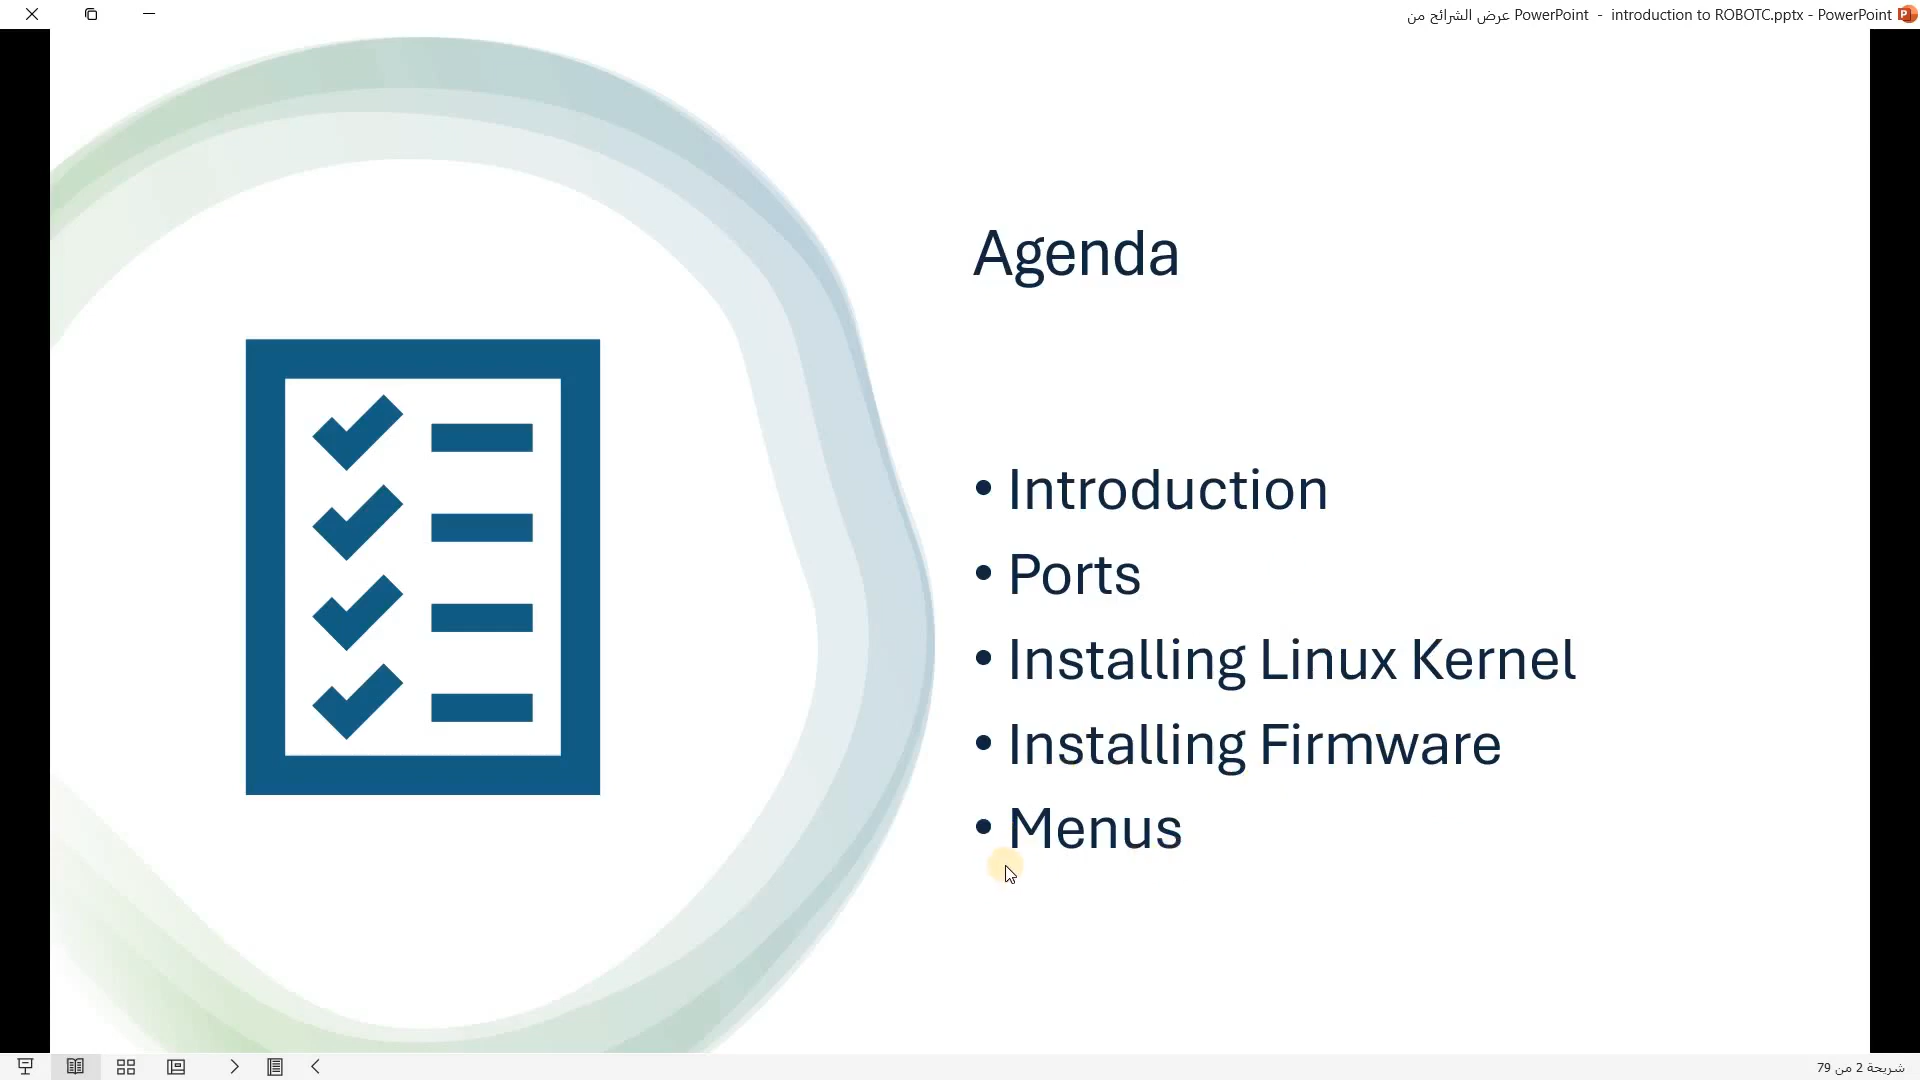 عرض الشرائح من PowerPoint - introduction to ROBOTC.pptx - PowerPoint
Agenda
• Introduction
• Ports
• Installing Linux Kernel
• Installing Firmware
• Menus
شريحة 2 من 79